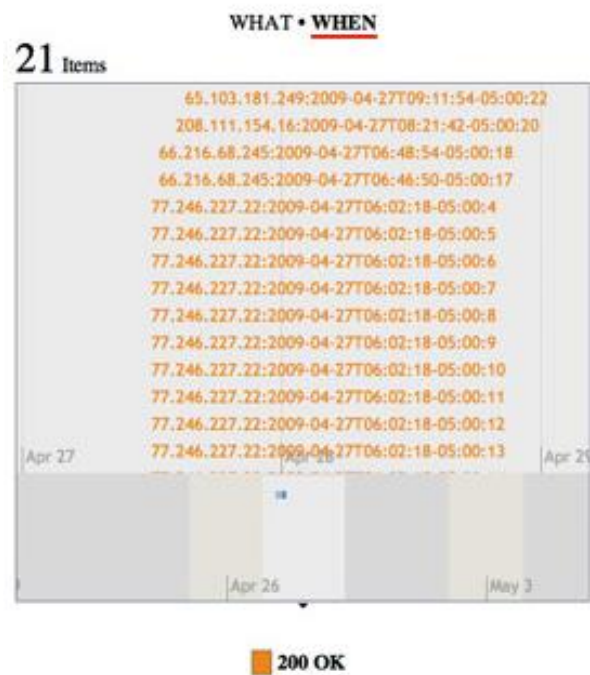 WHAT • WHEN
21 Items
65.103.181.249:2009-04-27T09:11:54-05:00:22
208.111.154.16:2009-04-27T08:21:42-05:00:20
66.216.68.245:2009-04-27T06:48:54-05:00:18
66.216.68.245:2009-04-27T06:46:50-05:00:17
77.246.227.22:2009-04-27T06:02:18-05:00:4
77.246.227.22:2009-04-27T06:02:18-05:00:5
77.246.227.22:2009-04-27T06:02:18-05:00:6
77.246.227.22:2009-04-27T06:02:18-05:00:7
77.246.227.22:2009-04-27T06:02:18-05:00:8
77.246.227.22:2009-04-27T06:02:18-05:00:9
77.246.227.22:2009-04-27T06:02:18-05:00:10
77.246.227.22:2009-04-27T06:02:18-05:00:11
77.246.227.22:2009-04-27T06:02:18-05:00:12
77.246.227.22:2009-04-27T06:02:18-05:00:13
Apr 27 Apr 28 Apr 29
Apr 26 May 3
200 OK